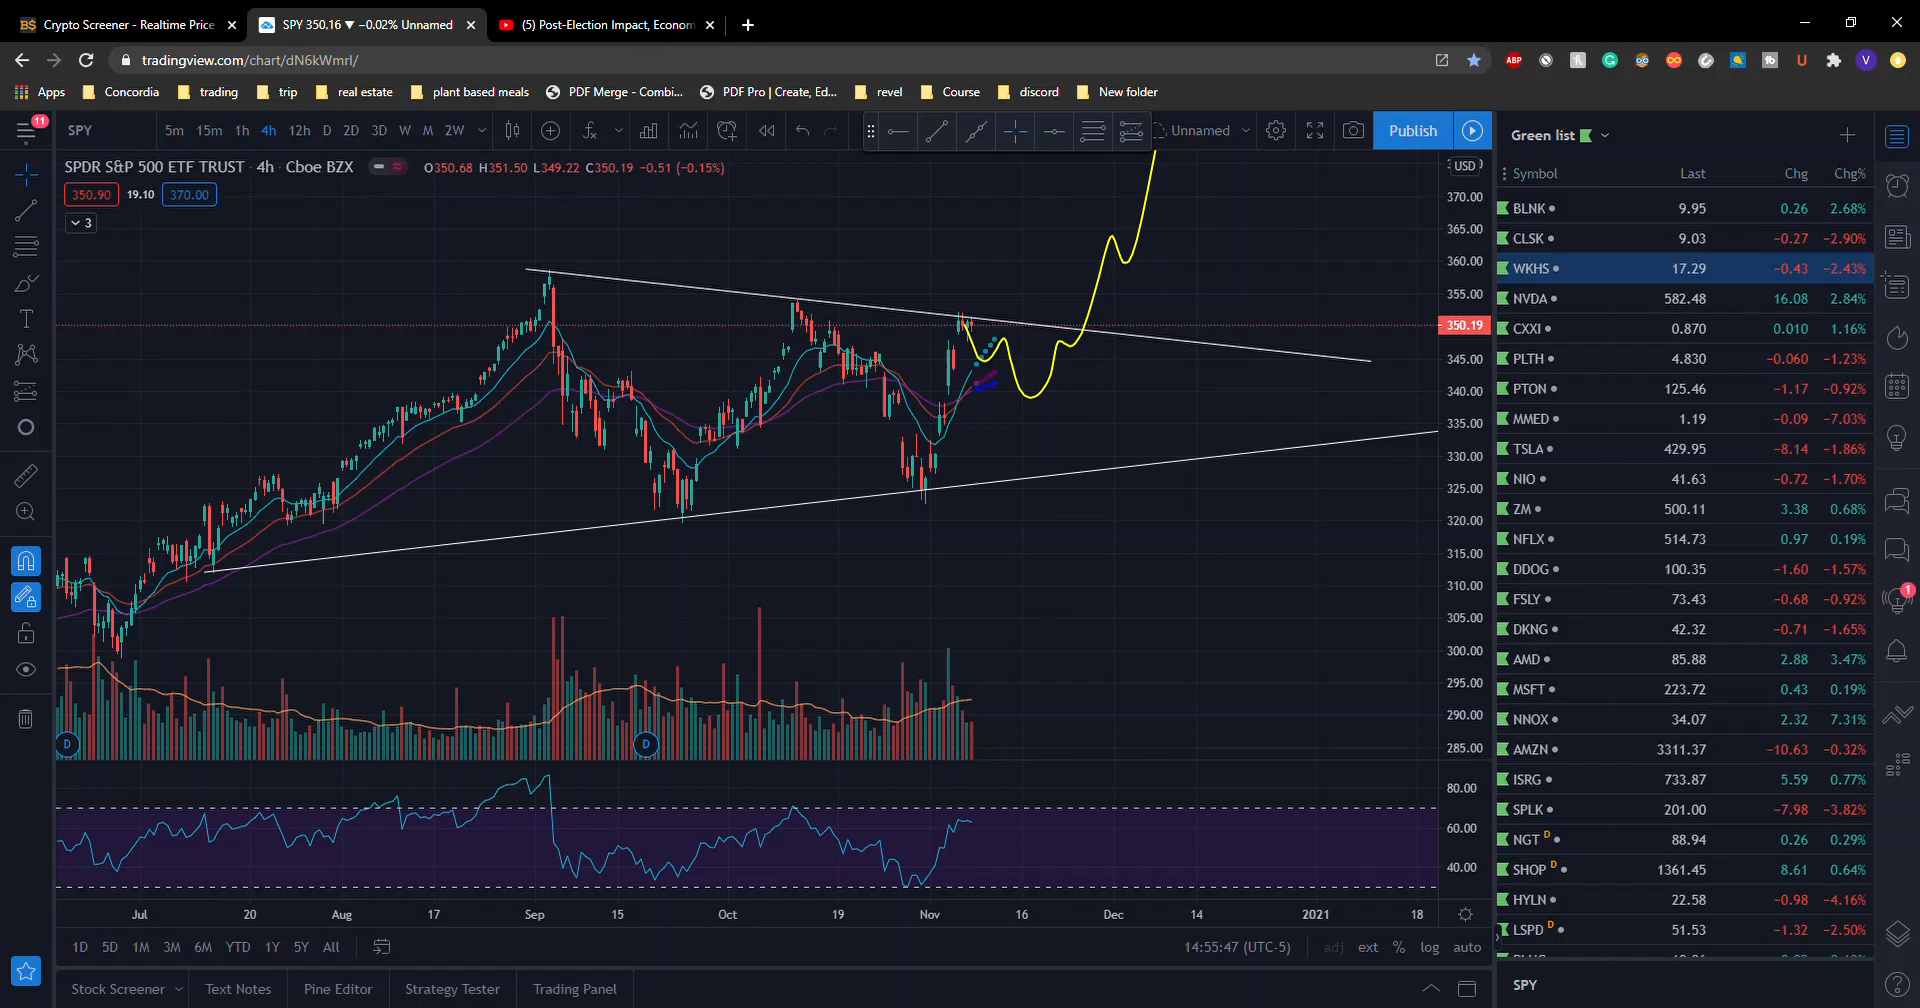 Crypto Screener - Realtime Price
SPY 350.16 ▼ −0.02% Unnamed
(5) Post-Election Impact, Econom
tradingview.com/chart/dN6kWmrI/
ABP
Apps Concordia trading trip real estate plant based meals PDF Merge - Combi... PDF Pro | Create, Ed... revel Course discord New folder
11
SPY 5m 15m 1h 4h 12h D 2D 3D W M 2W Unnamed Publish
SPDR S&P 500 ETF TRUST · 4h · Cboe BZX O350.68 H351.50 L349.22 C350.19 −0.51 (−0.15%)
350.90 19.10 370.00
3
USD
370.00
365.00
360.00
355.00
350.19
345.00
340.00
335.00
330.00
325.00
320.00
315.00
310.00
305.00
300.00
295.00
290.00
285.00
D D
80.00
60.00
40.00
Jul 20 Aug 17 Sep 15 Oct 19 Nov 16 Dec 14 2021 18
1D 5D 1M 3M 6M YTD 1Y 5Y All 14:55:47 (UTC-5) adj ext % log auto
Stock Screener Text Notes Pine Editor Strategy Tester Trading Panel
Green list
Symbol Last Chg Chg%
BLNK 9.95 0.26 2.68%
CLSK 9.03 −0.27 −2.90%
WKHS 17.29 −0.43 −2.43%
NVDA 582.48 16.08 2.84%
CXXI 0.870 0.010 1.16%
PLTH 4.830 −0.060 −1.23%
PTON 125.46 −1.17 −0.92%
MMED 1.19 −0.09 −7.03%
TSLA 429.95 −8.14 −1.86%
NIO 41.63 −0.72 −1.70%
ZM 500.11 3.38 0.68%
NFLX 514.73 0.97 0.19%
DDOG 100.35 −1.60 −1.57%
FSLY 73.43 −0.68 −0.92%
DKNG 42.32 −0.71 −1.65%
AMD 85.88 2.88 3.47%
MSFT 223.72 0.43 0.19%
NNOX 34.07 2.32 7.31%
AMZN 3311.37 −10.63 −0.32%
ISRG 733.87 5.59 0.77%
SPLK 201.00 −7.98 −3.82%
NGT D 88.94 0.26 0.29%
SHOP D 1361.45 8.61 0.64%
HYLN 22.58 −0.98 −4.16%
LSPD D 51.53 −1.32 −2.50%
SPY
1